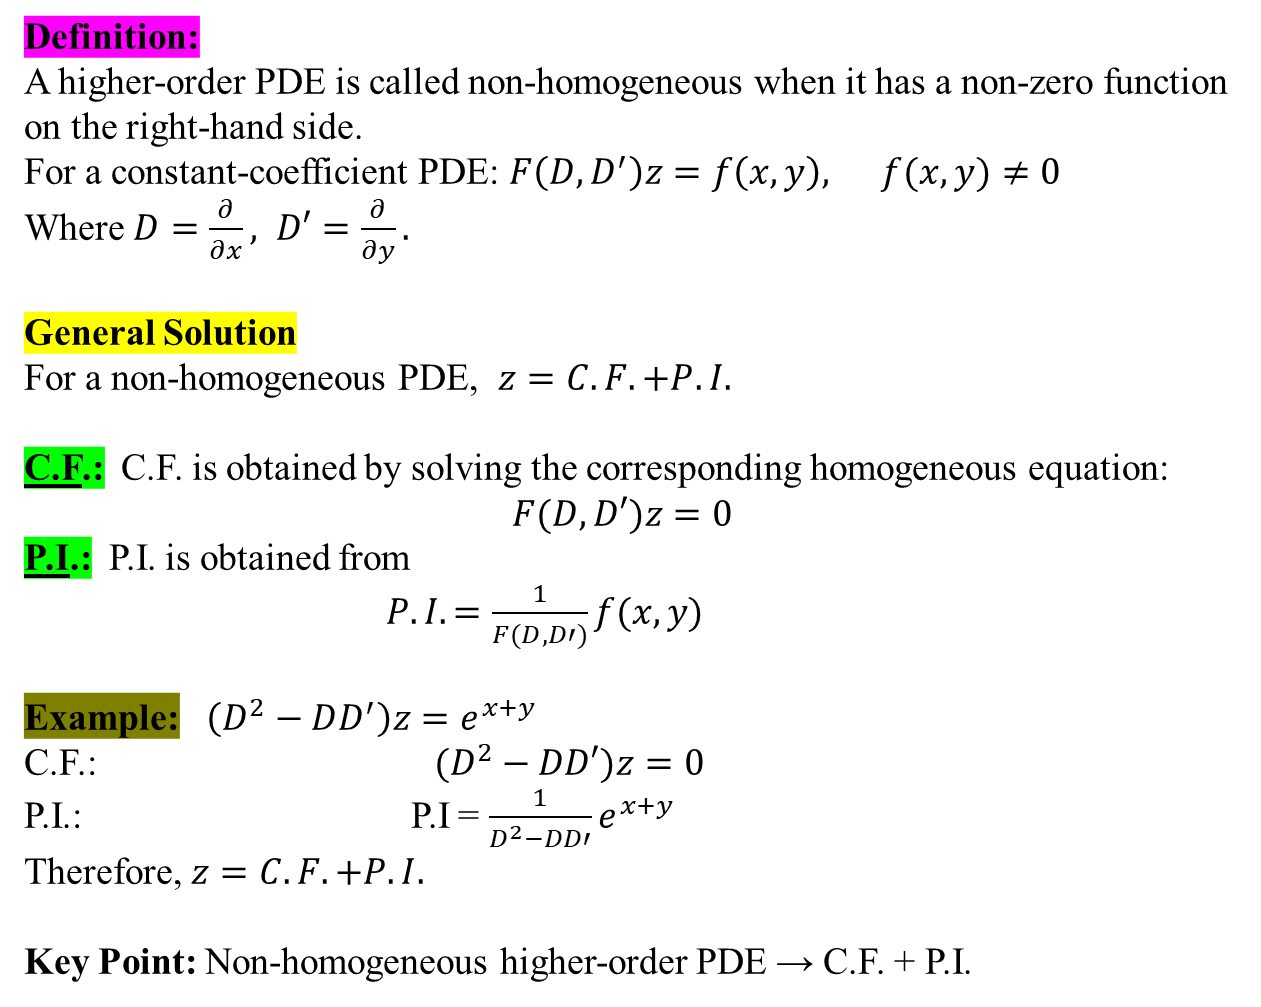 Definition:
A higher-order PDE is called non-homogeneous when it has a non-zero function
on the right-hand side.
For a constant-coefficient PDE: F(D, D′)z = f(x, y),  f(x, y) ≠ 0
Where D = ∂/∂x, D′ = ∂/∂y.
General Solution
For a non-homogeneous PDE, z = C.F.+P.I.
C.F.: C.F. is obtained by solving the corresponding homogeneous equation:
F(D, D′)z = 0
P.I.: P.I. is obtained from
P.I. = 1/F(D,D′) f(x, y)
Example: (D² − DD′)z = e^{x+y}
C.F.: (D² − DD′)z = 0
P.I.: P.I = 1/(D²−DD′) e^{x+y}
Therefore, z = C.F.+P.I.
Key Point: Non-homogeneous higher-order PDE → C.F. + P.I.